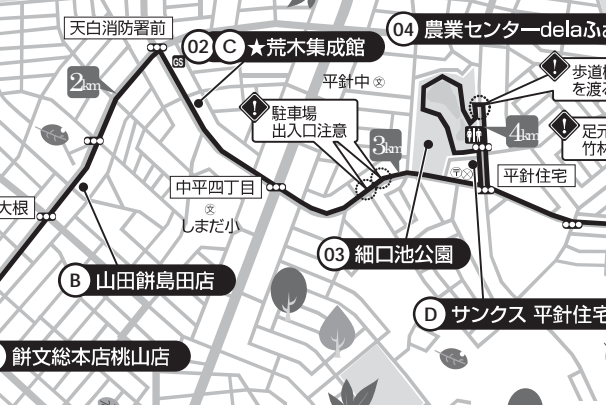 天白消防署前
02 C ★荒木集成館
04 農業センターdelaふぁ
GS
2km
平針中 文
!
駐車場
出入口注意
!
歩道橋
を渡る
3km
4km
!
足元
竹林
中平四丁目
文
しまだ小
平針住宅
大根
B 山田餅島田店
03 細口池公園
D サンクス 平針住宅
餅文総本店桃山店